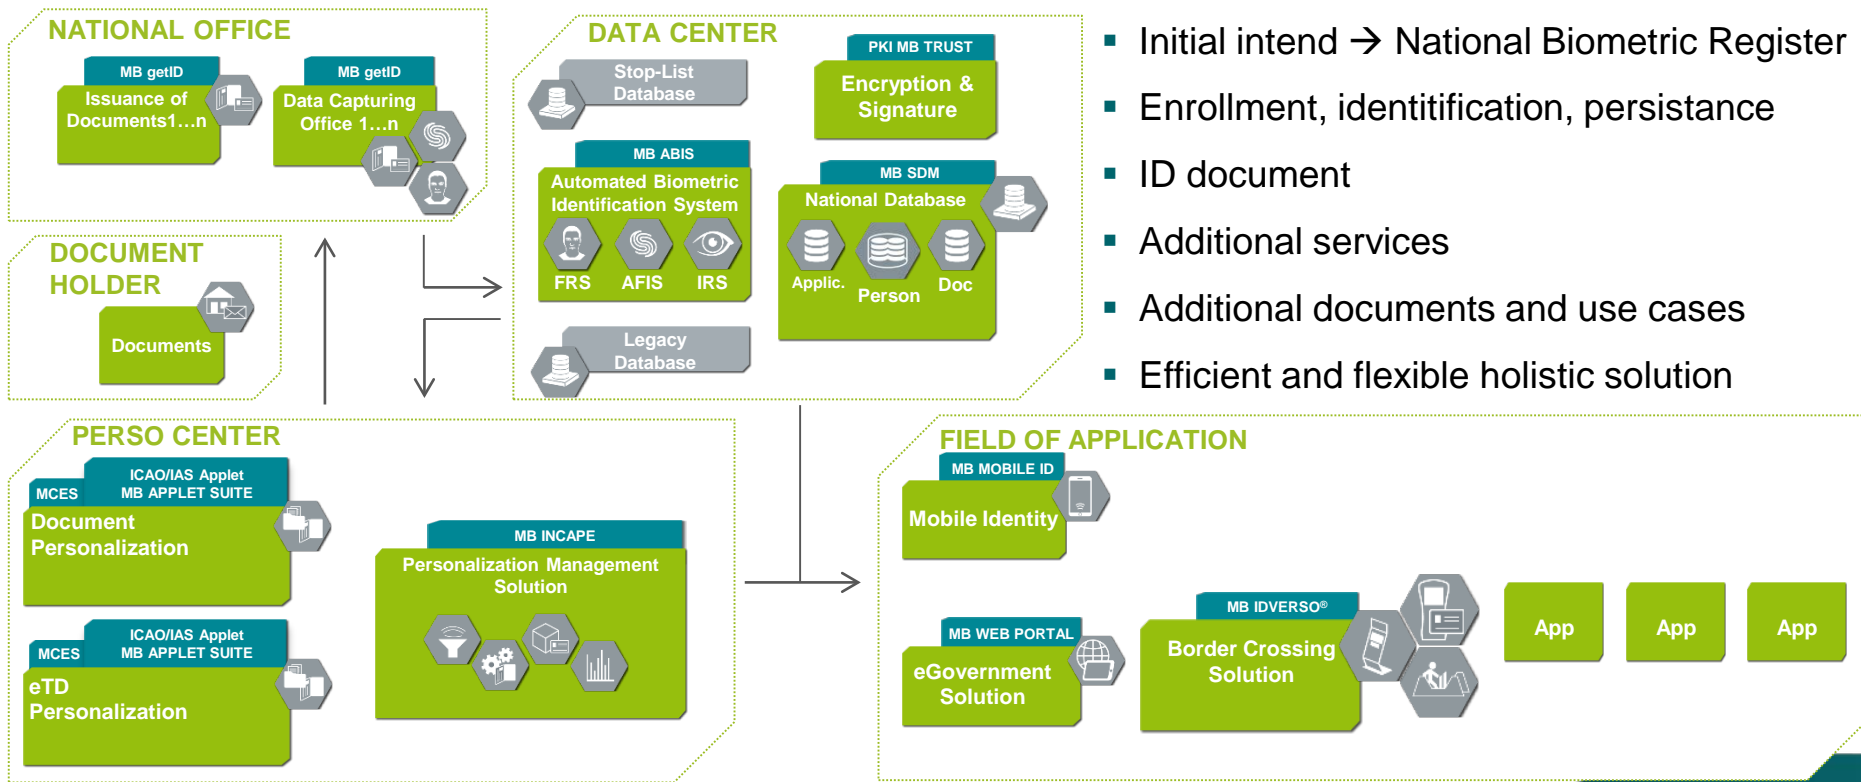 NATIONAL OFFICE
MB getID
Issuance of
Documents1…n
MB getID
Data Capturing
Office 1…n
DOCUMENT
HOLDER
Documents
DATA CENTER
Stop-List
Database
PKI MB TRUST
Encryption &
Signature
MB ABIS
Automated Biometric
Identification System
FRS AFIS IRS
MB SDM
National Database
Applic. Person Doc
Legacy
Database
▪ Initial intend → National Biometric Register
▪ Enrollment, identitification, persistance
▪ ID document
▪ Additional services
▪ Additional documents and use cases
▪ Efficient and flexible holistic solution
PERSO CENTER
MCES
ICAO/IAS Applet
MB APPLET SUITE
Document
Personalization
MCES
ICAO/IAS Applet
MB APPLET SUITE
eTD
Personalization
MB INCAPE
Personalization Management
Solution
FIELD OF APPLICATION
MB MOBILE ID
Mobile Identity
MB WEB PORTAL
eGovernment
Solution
MB IDVERSO®
Border Crossing
Solution
App
App
App